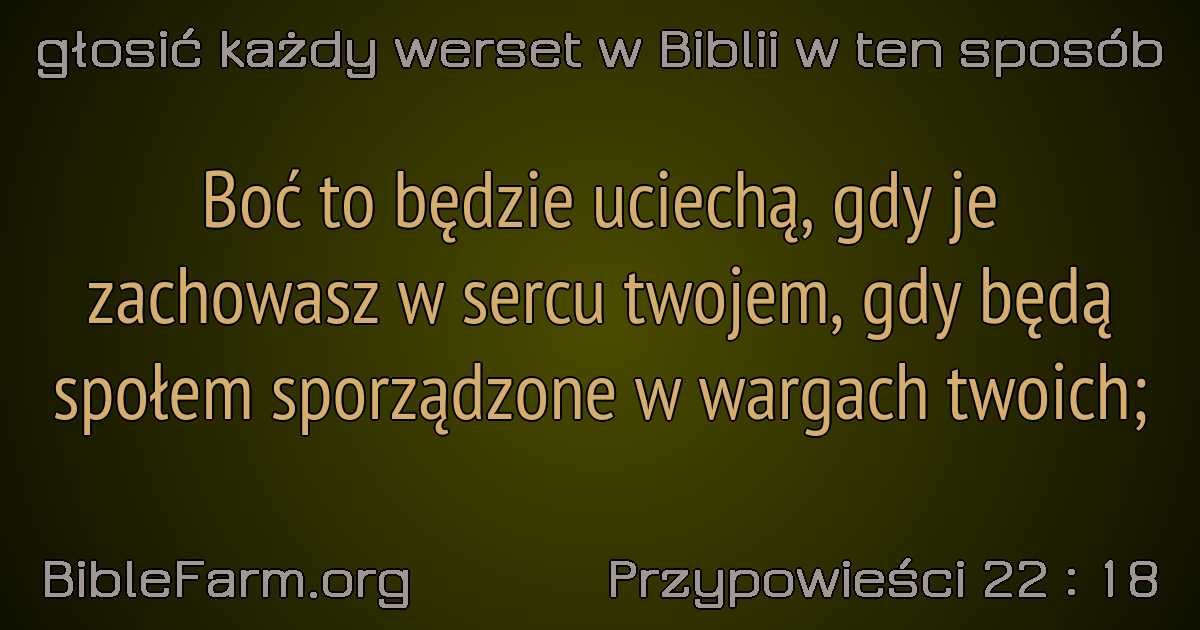 głosić każdy werset w Biblii w ten sposób
Boć to będzie uciechą, gdy je
zachowasz w sercu twojem, gdy będą
społem sporządzone w wargach twoich;
BibleFarm.org
Przypowieści 22 : 18